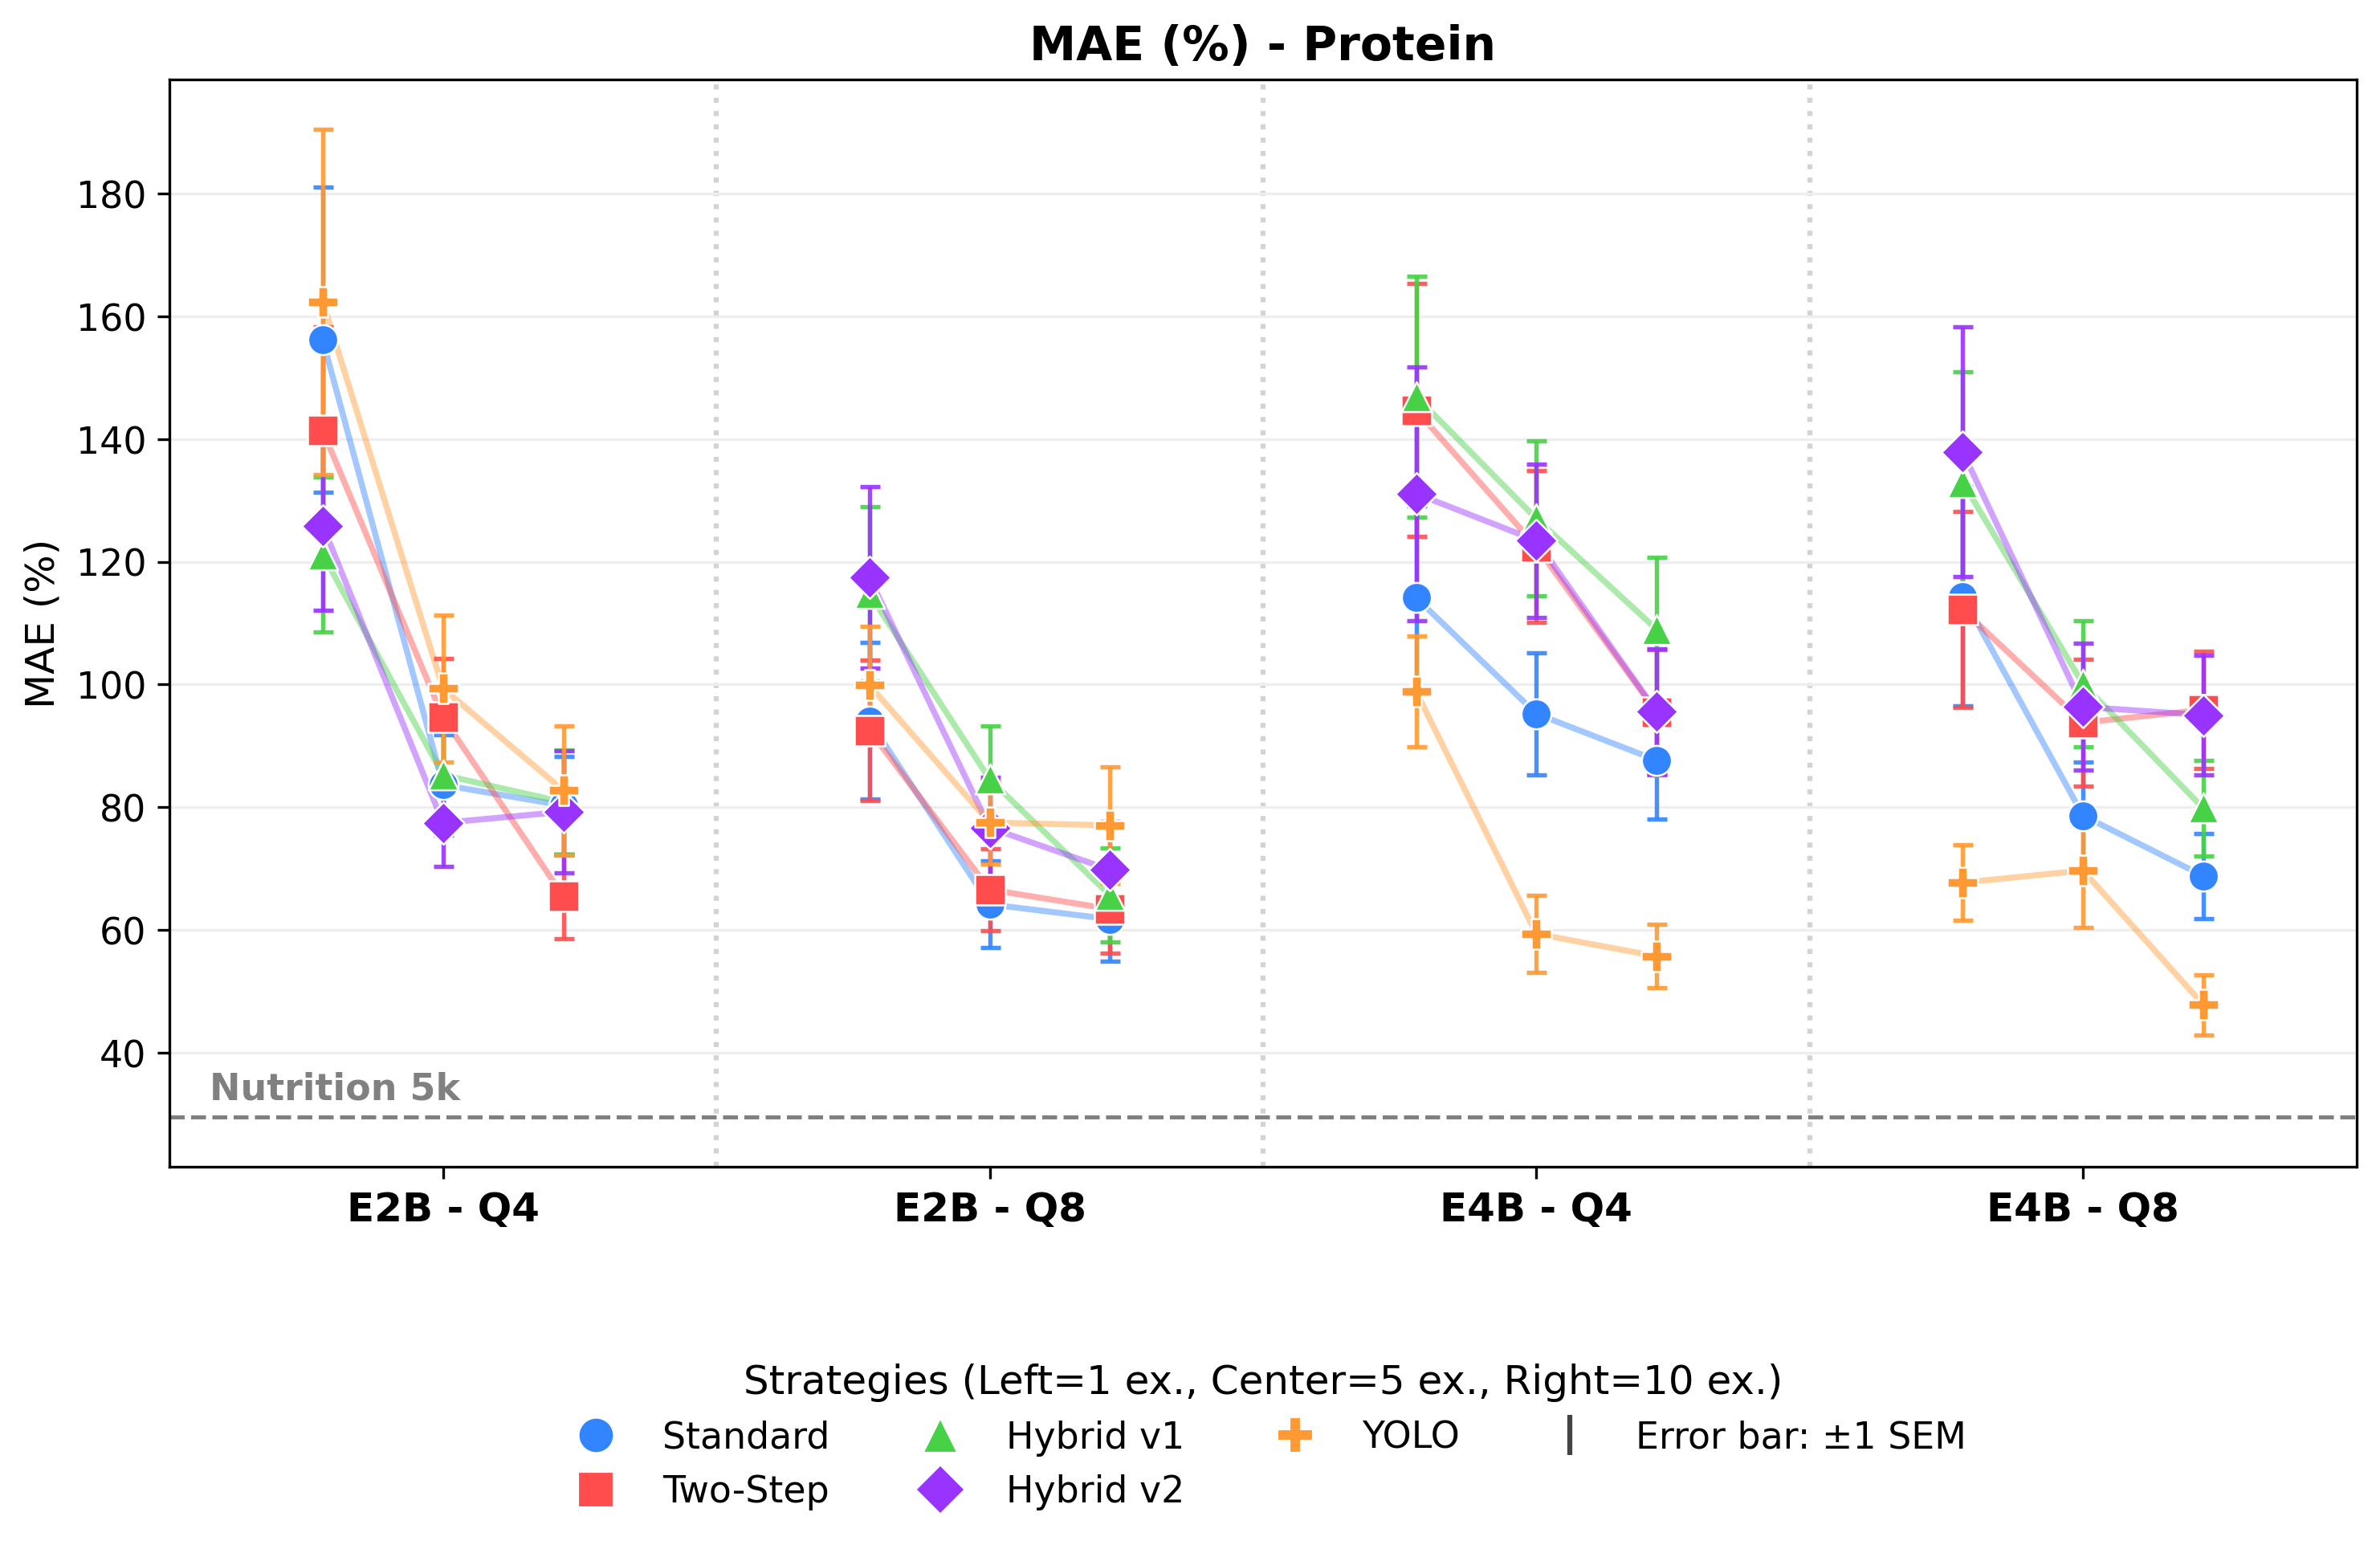 MAE (%) - Protein
MAE (%)
180
160
140
120
100
80
60
40
Nutrition 5k
E2B - Q4 E2B - Q8 E4B - Q4 E4B - Q8
Strategies (Left=1 ex., Center=5 ex., Right=10 ex.)
Standard Hybrid v1 YOLO Error bar: ±1 SEM
Two-Step Hybrid v2